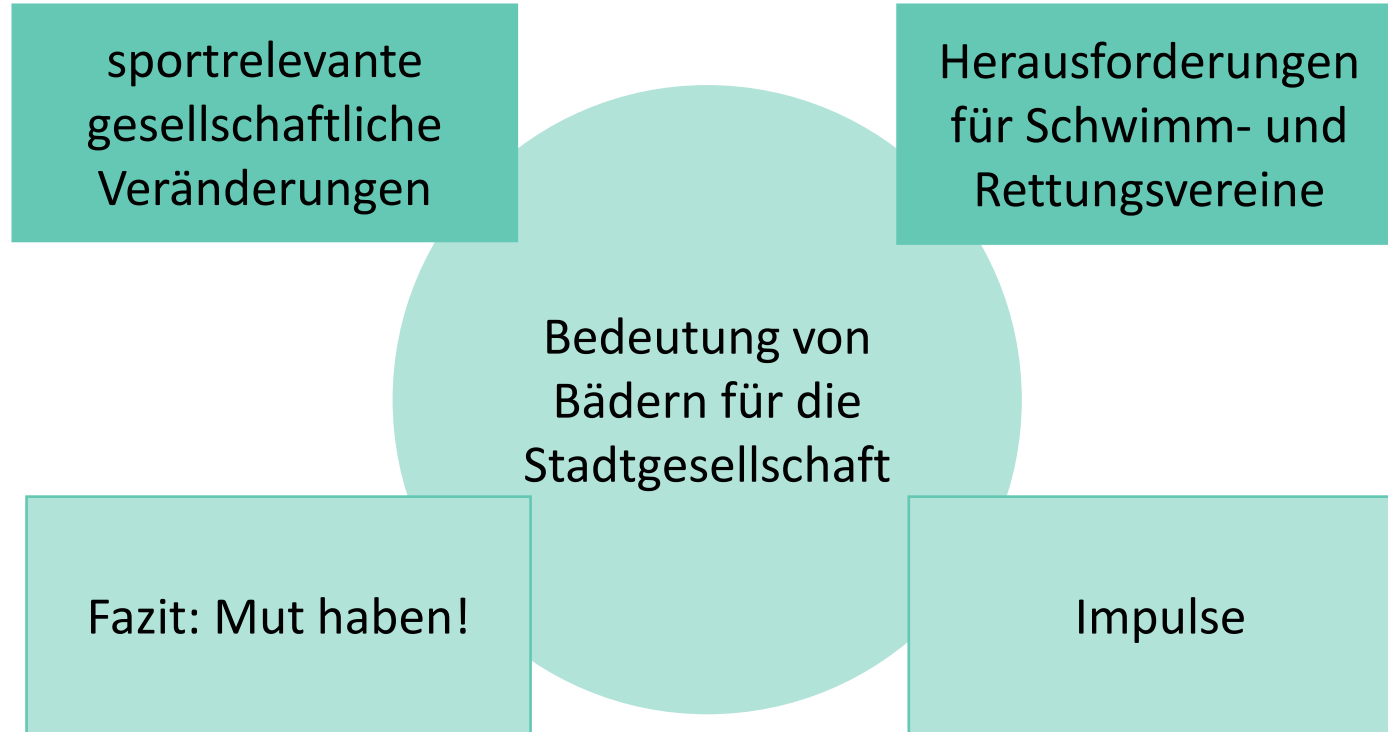 sportrelevante
gesellschaftliche
Veränderungen
Herausforderungen
für Schwimm- und
Rettungsvereine
Bedeutung von
Bädern für die
Stadtgesellschaft
Fazit: Mut haben!
Impulse